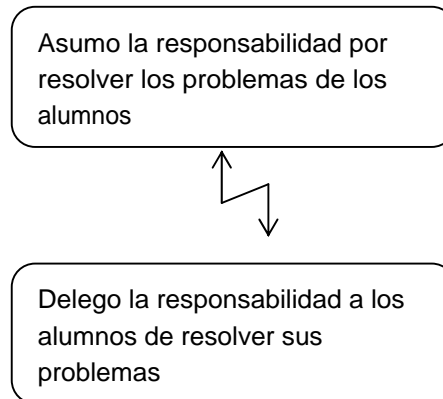 Asumo la responsabilidad por
resolver los problemas de los
alumnos
Delego la responsabilidad a los
alumnos de resolver sus
problemas